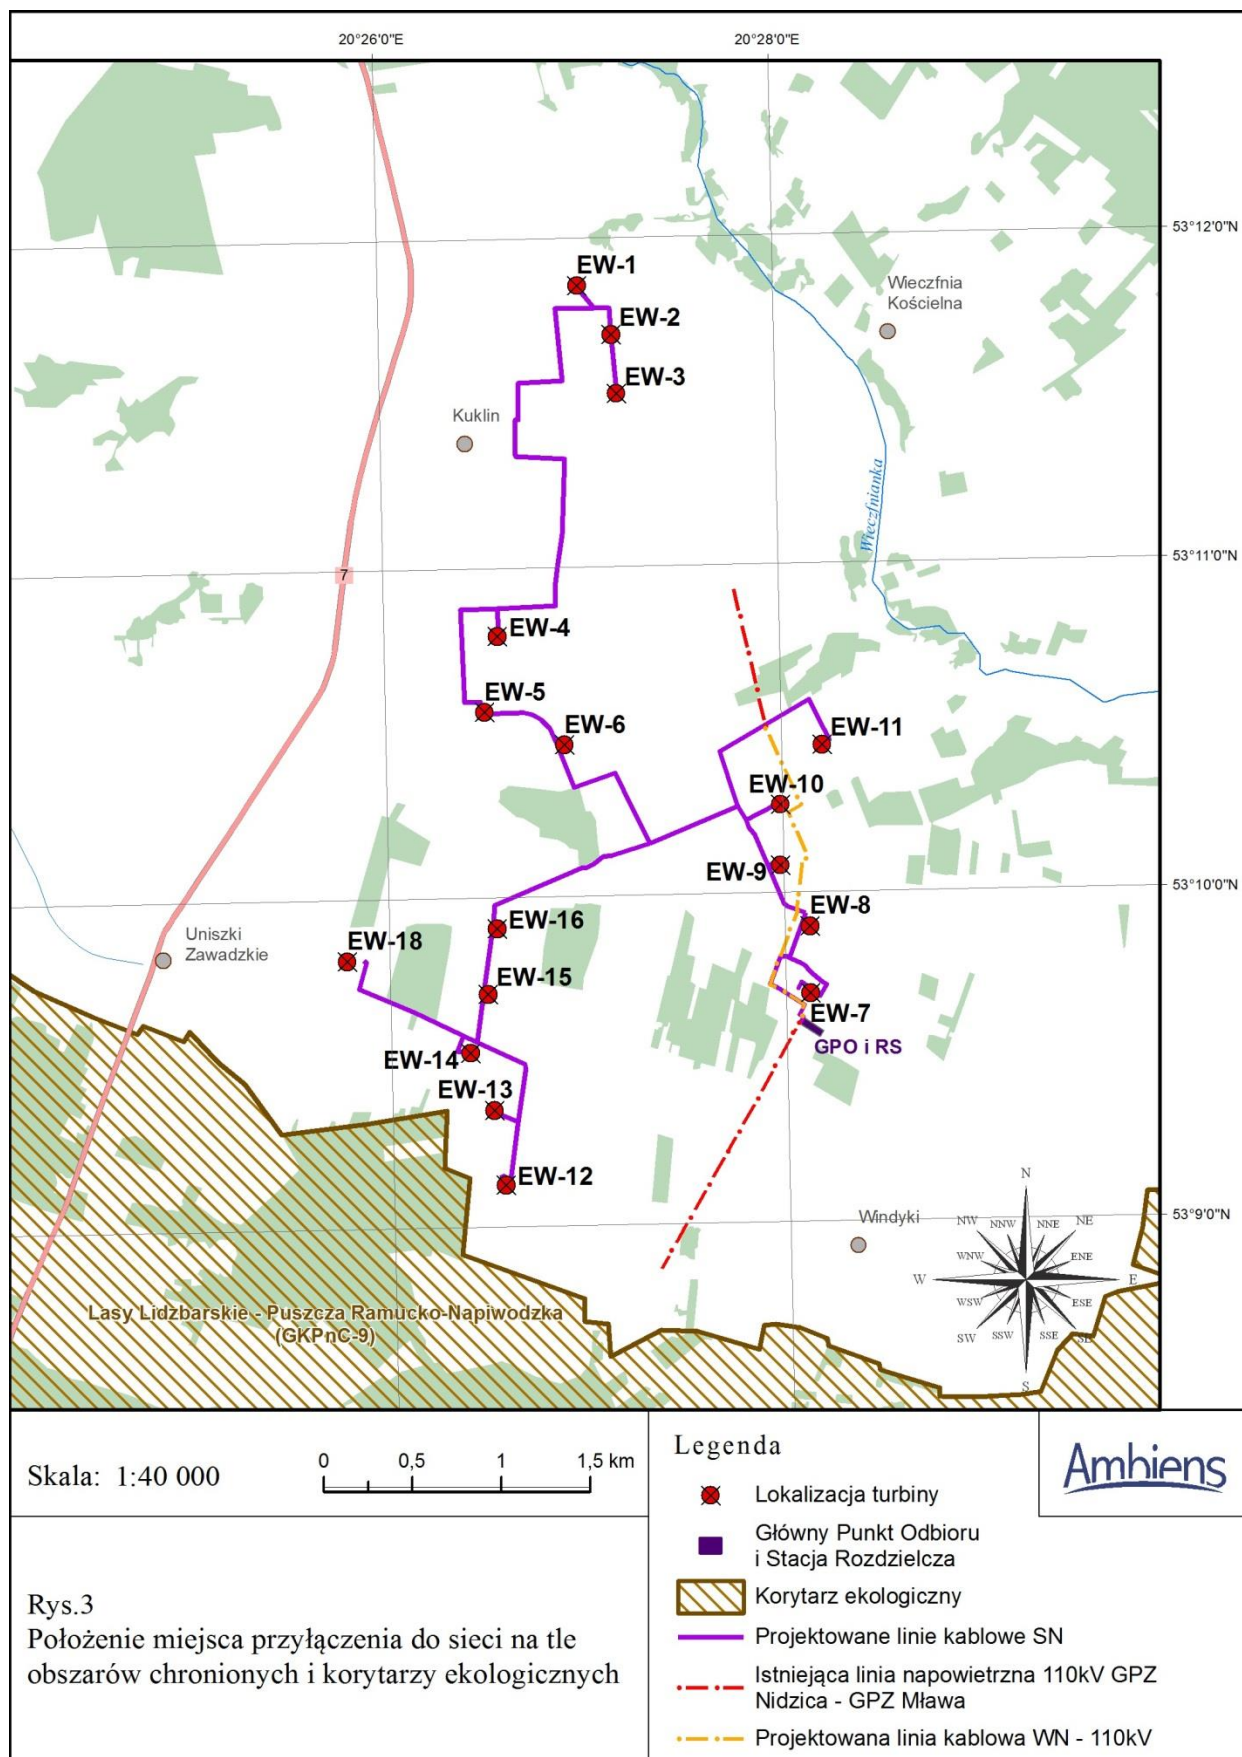 20°26'0"E
20°28'0"E
53°12'0"N
EW-1
Wieczfnia
Kościelna
EW-2
EW-3
Kuklin
Wieczfnianka
53°11'0"N
7
EW-4
EW-5
EW-6
EW-11
EW-10
EW-9
53°10'0"N
EW-8
EW-16
Uniszki
Zawadzkie
EW-18
EW-15
EW-7
GPO i RS
EW-14
EW-13
EW-12
53°9'0"N
Windyki
N
NNW
NNE
NW
NE
WNW
ENE
W
E
WSW
ESE
SW
SSW
SSE
SE
S
Lasy Lidzbarskie - Puszcza Ramucko-Napiwodzka
(GKPnC-9)
Skala: 1:40 000
0 0,5 1 1,5 km
Rys.3
Położenie miejsca przyłączenia do sieci na tle
obszarów chronionych i korytarzy ekologicznych
Legenda
Ambiens
Lokalizacja turbiny
Główny Punkt Odbioru
i Stacja Rozdzielcza
Korytarz ekologiczny
Projektowane linie kablowe SN
Istniejąca linia napowietrzna 110kV GPZ
Nidzica - GPZ Mława
Projektowana linia kablowa WN - 110kV